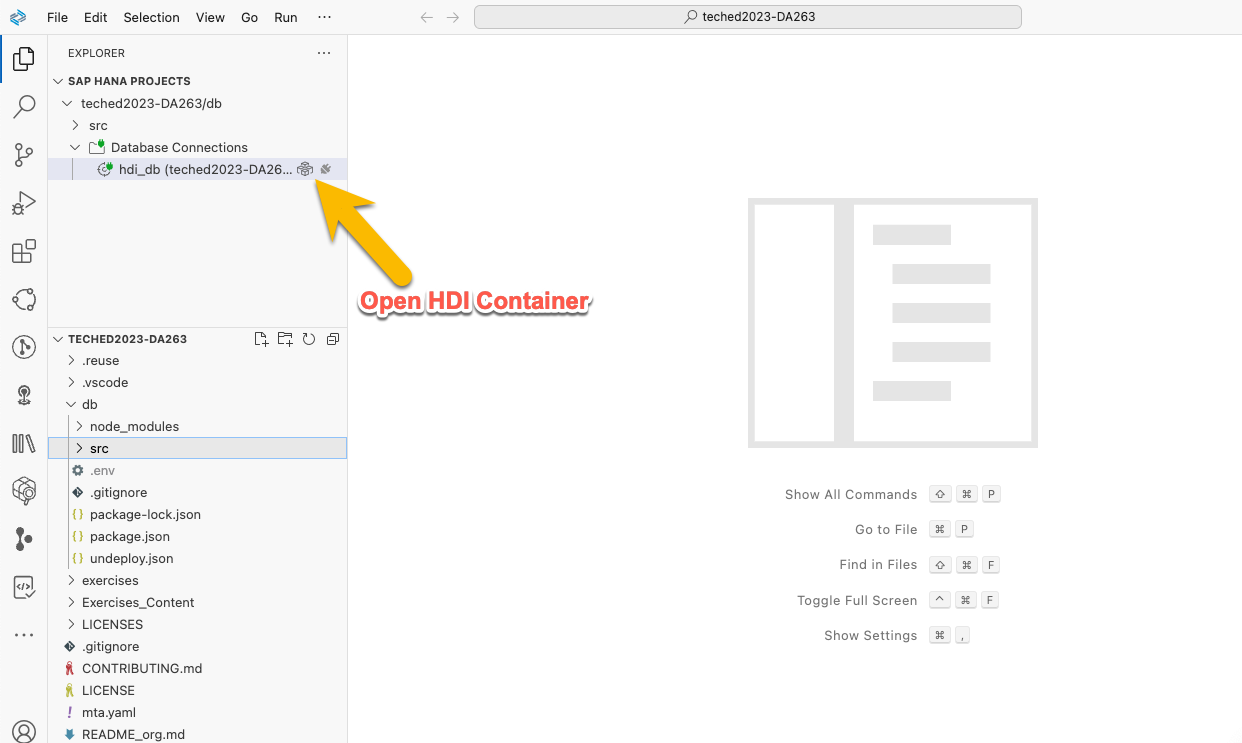 File Edit Selection View Go Run ···
teched2023-DA263
EXPLORER ···
SAP HANA PROJECTS
teched2023-DA263/db
src
Database Connections
hdi_db (teched2023-DA26...
Open HDI Container
TECHED2023-DA263
.reuse
.vscode
db
node_modules
src
.env
.gitignore
package-lock.json
package.json
undeploy.json
exercises
Exercises_Content
LICENSES
.gitignore
CONTRIBUTING.md
LICENSE
mta.yaml
README_org.md
Show All Commands ⇧ ⌘ P
Go to File ⌘ P
Find in Files ⇧ ⌘ F
Toggle Full Screen ^ ⌘ F
Show Settings ⌘ ,